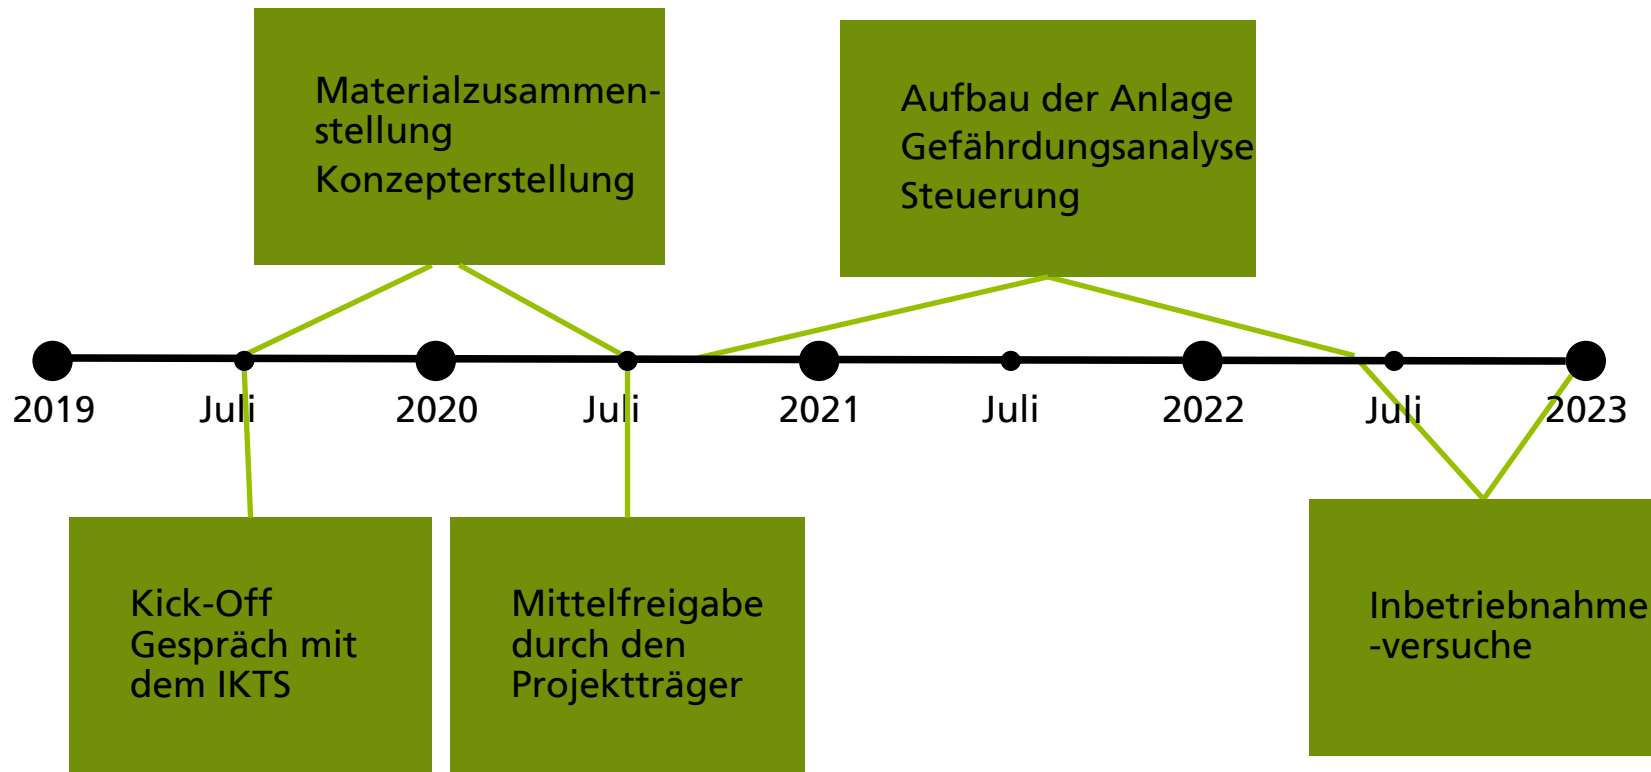 Materialzusammen-
stellung
Konzepterstellung
Aufbau der Anlage
Gefährdungsanalyse
Steuerung
2019
Juli
2020
Juli
2021
Juli
2022
Juli
2023
Kick-Off
Gespräch mit
dem IKTS
Mittelfreigabe
durch den
Projektträger
Inbetriebnahme
-versuche